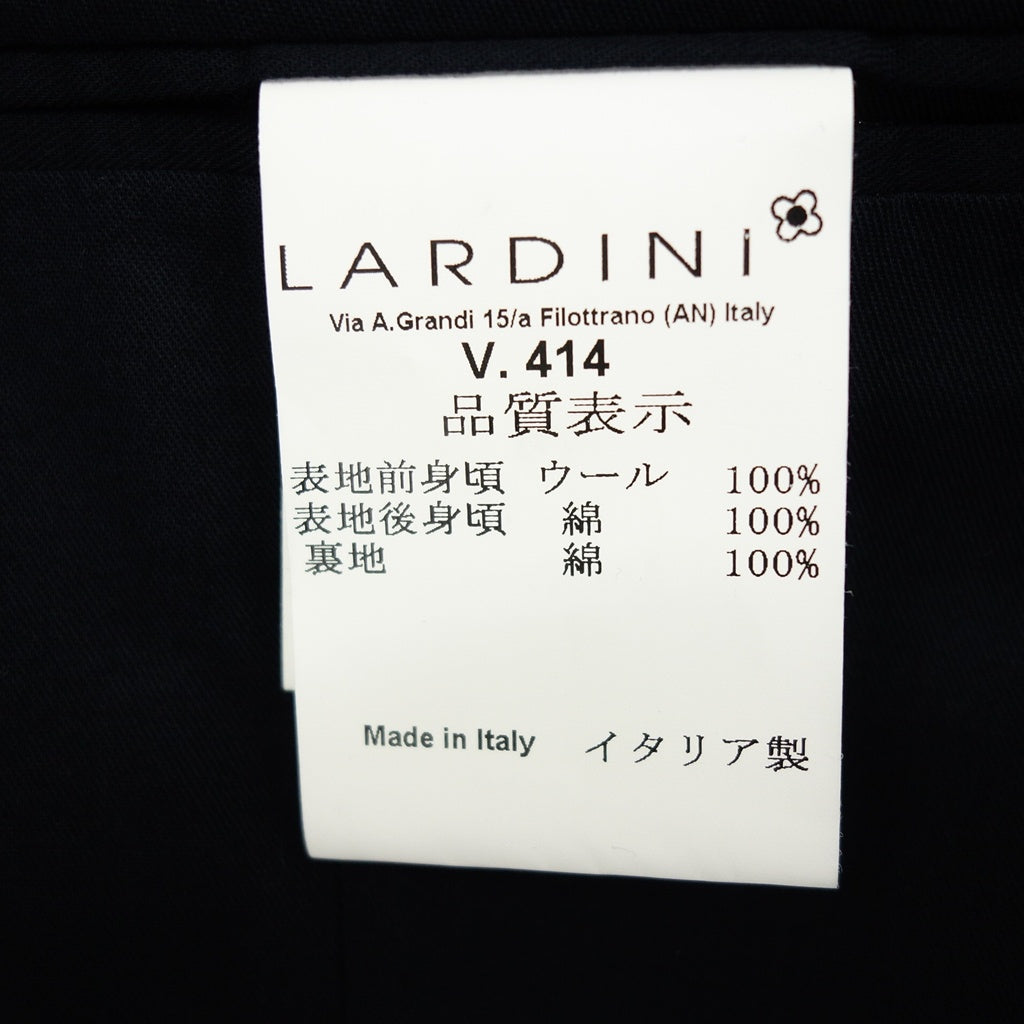 LARDINI
Via A.Grandi 15/a Filottrano (AN) Italy
V. 414
品質表示
表地前身頃 ウール 100%
表地後身頃 綿 100%
裏地 綿 100%
Made in Italy イタリア製